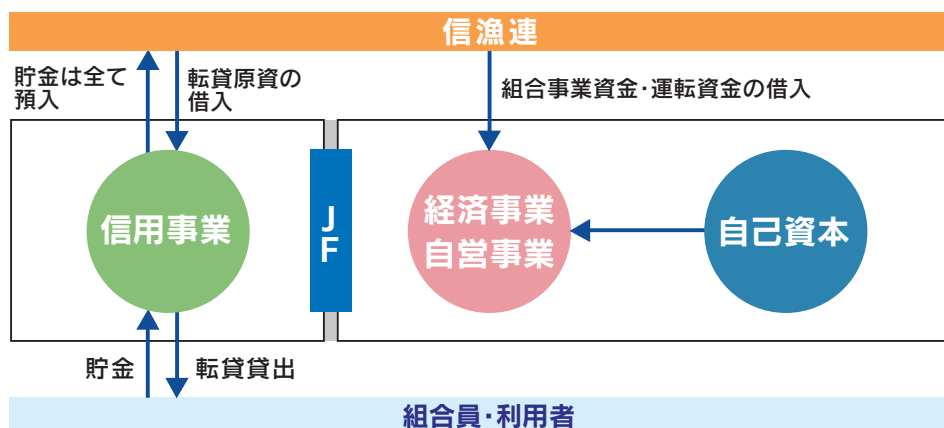 信漁連
貯金は全て
預入
転貸原資の
借入
組合事業資金・運転資金の借入
信用事業
JF
経済事業
自営事業
自己資本
貯金
転貸貸出
組合員・利用者